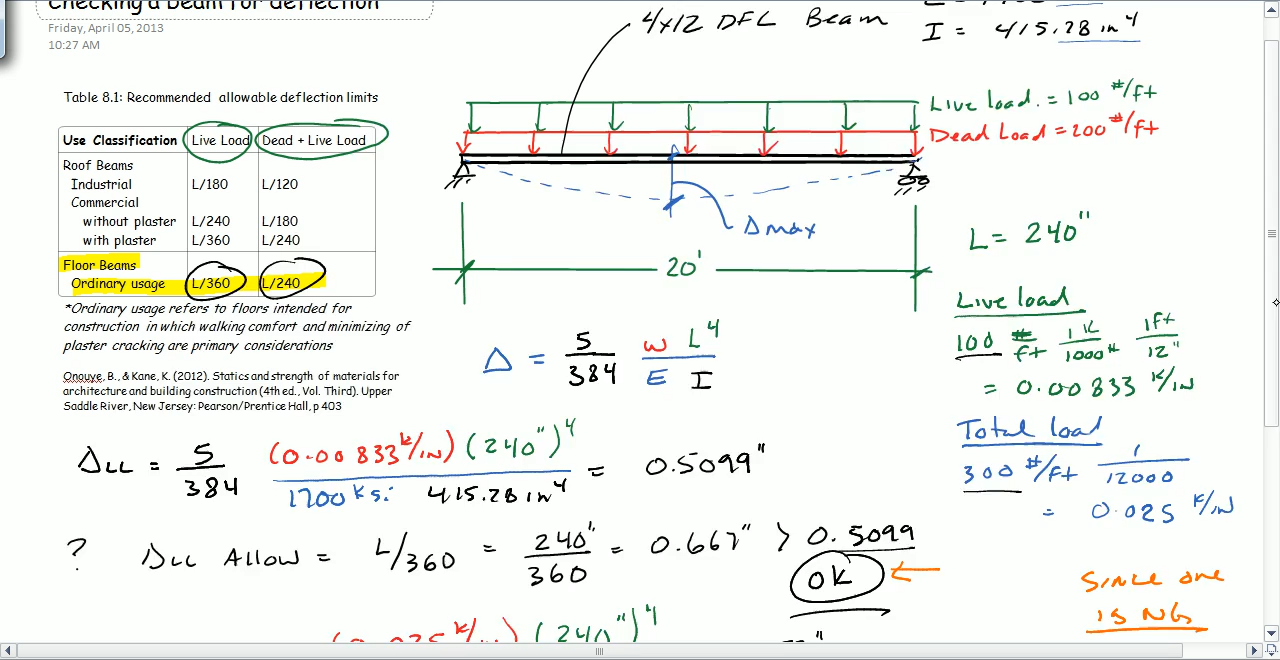 Checking a beam for deflection
Friday, April 05, 2013
10:27 AM
4x12 DFL Beam
I = 415.28 in⁴
Table 8.1: Recommended allowable deflection limits
Use Classification Live Load Dead + Live Load
Roof Beams
Industrial L/180 L/120
Commercial
without plaster L/240 L/180
with plaster L/360 L/240
Floor Beams
Ordinary usage L/360 L/240
*Ordinary usage refers to floors intended for
construction in which walking comfort and minimizing of
plaster cracking are primary considerations
Onouye, B., & Kane, K. (2012). Statics and strength of materials for
architecture and building construction (4th ed., Vol. Third). Upper
Saddle River, New Jersey: Pearson/Prentice Hall, p 403
Live load. = 100 #/ft
Dead Load = 200 #/ft
Δmax
20'
L = 240"
Δ = 5/384 w L⁴ / E I
Live load
100 #/ft 1 K/1000# 1ft/12"
= 0.00833 K/IN
Total load
300 #/ft 1/12000
= 0.025 K/IN
ΔLL = 5/384 (0.00833 K/IN) (240")⁴ / 1700 ksi 415.28 in⁴ = 0.5099"
? ΔLL Allow = L/360 = 240"/360 = 0.667" > 0.5099
OK
Since one
is NG
(0.025 K/IN) (240")⁴